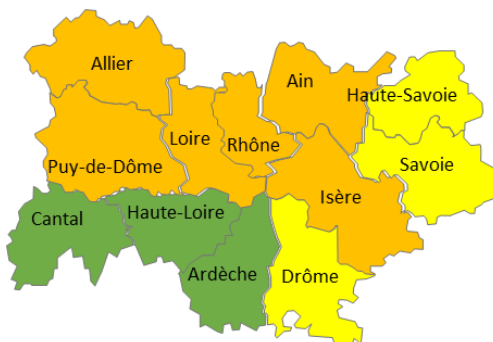 Allier
Ain
Haute-Savoie
Loire
Rhône
Puy-de-Dôme
Savoie
Isère
Cantal
Haute-Loire
Ardèche
Drôme